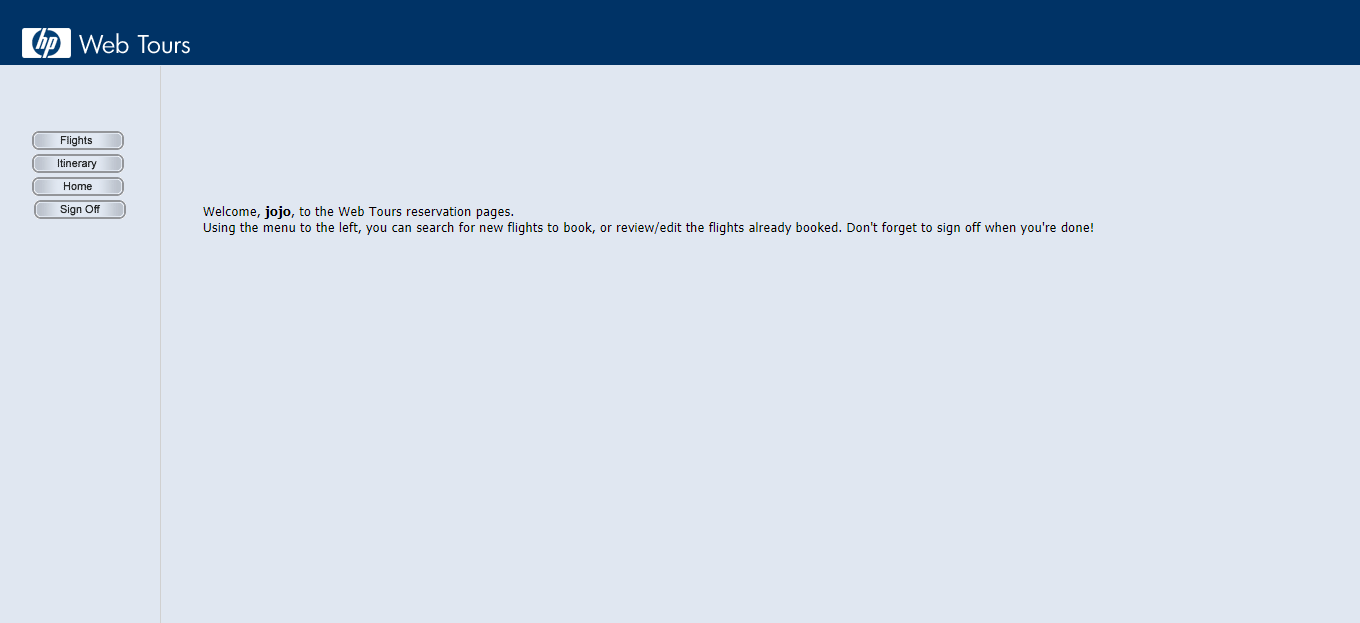 hp Web Tours
Flights
Itinerary
Home
Sign Off
Welcome, jojo, to the Web Tours reservation pages.
Using the menu to the left, you can search for new flights to book, or review/edit the flights already booked. Don't forget to sign off when you're done!